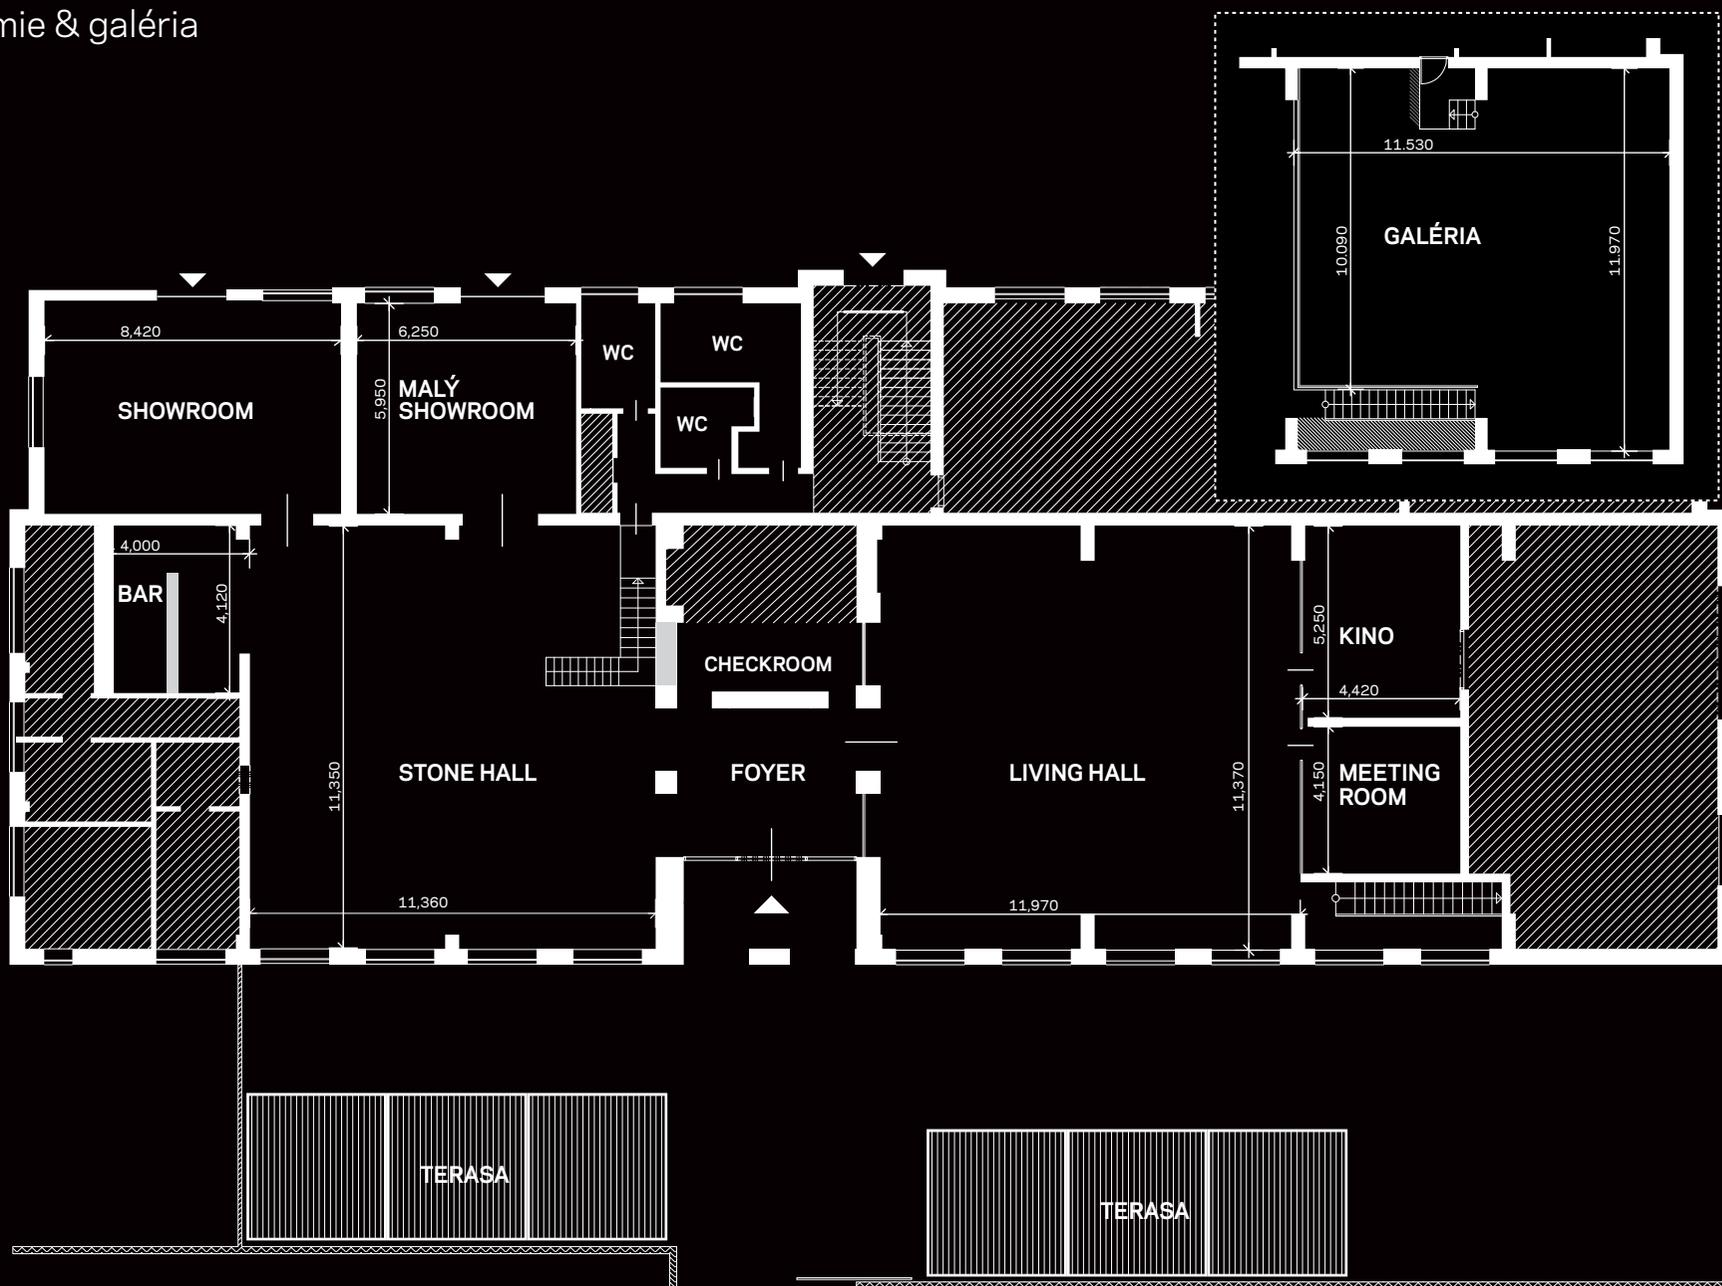 mie & galéria
11.530
10.090
GALÉRIA
11.970
8,420
6,250
WC
WC
5,950
MALÝ
SHOWROOM
SHOWROOM
WC
4,000
BAR
4,120
5,250
KINO
CHECKROOM
4,420
STONE HALL
11,350
FOYER
LIVING HALL
11,370
4,150
MEETING
ROOM
11,360
11,970
TERASA
TERASA